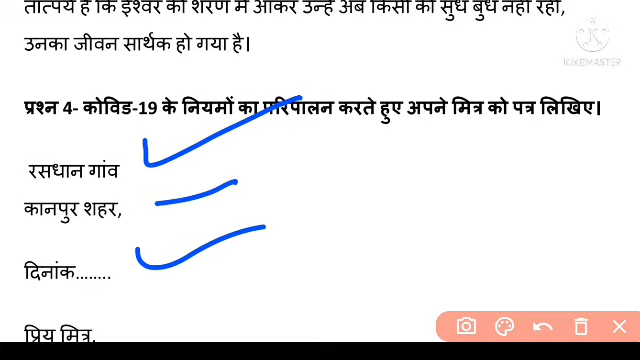 तात्पर्य है कि ईश्वर की शरण में आकर उन्हें अब किसी की सुध बुध नहीं रही,
उनका जीवन सार्थक हो गया है।
KINEMASTER
प्रश्न 4- कोविड-19 के नियमों का परिपालन करते हुए अपने मित्र को पत्र लिखिए।
रसधान गांव
कानपुर शहर,
दिनांक........
प्रिय मित्र,